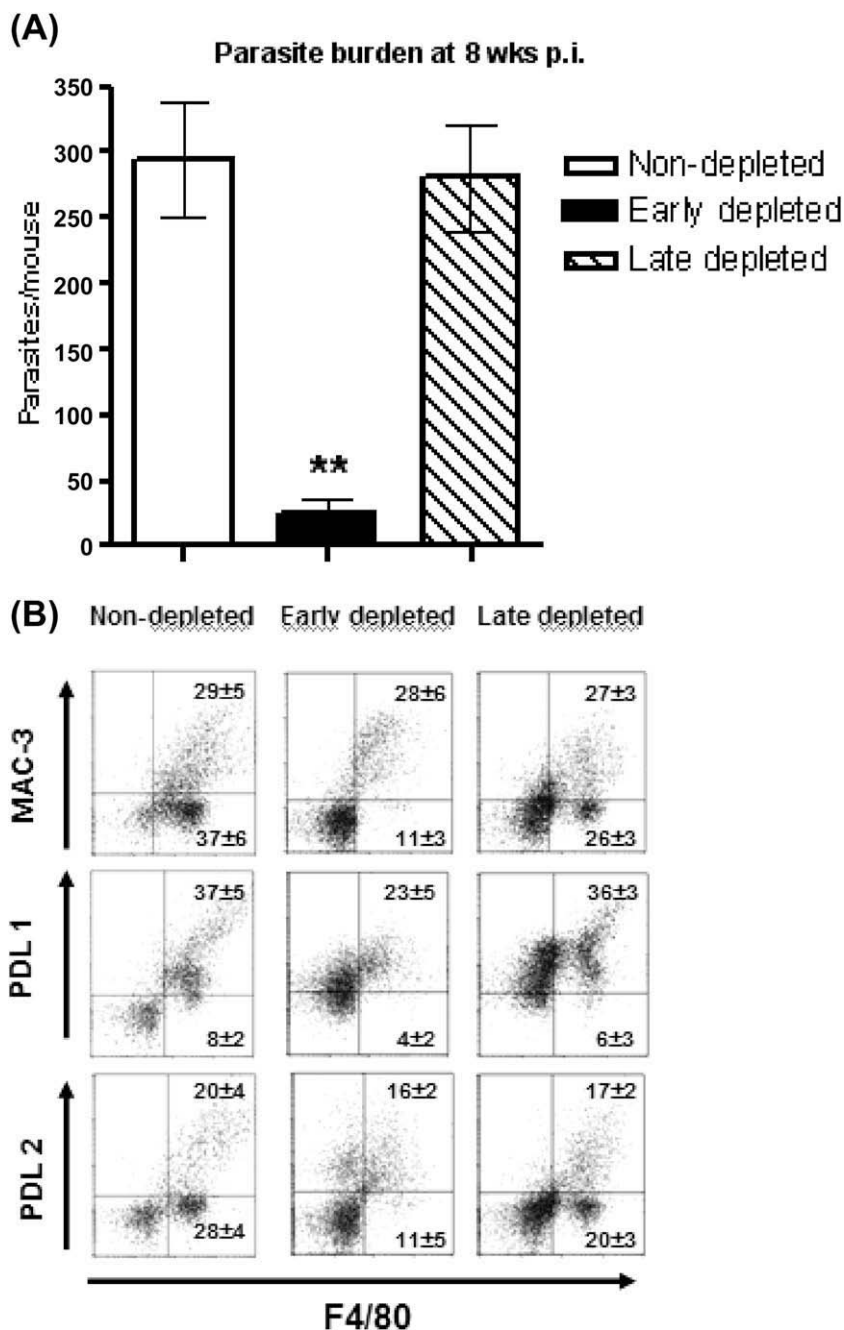 (A)
Parasite burden at 8 wks p.i.
350
300
250
200
150
100
50
0
Parasites/mouse
**
Non-depleted
Early depleted
Late depleted
(B)
Non-depleted Early depleted Late depleted
MAC-3
29±5
37±6
28±6
11±3
27±3
26±3
PDL 1
37±5
8±2
23±5
4±2
36±3
6±3
PDL 2
20±4
28±4
16±2
11±5
17±2
20±3
F4/80